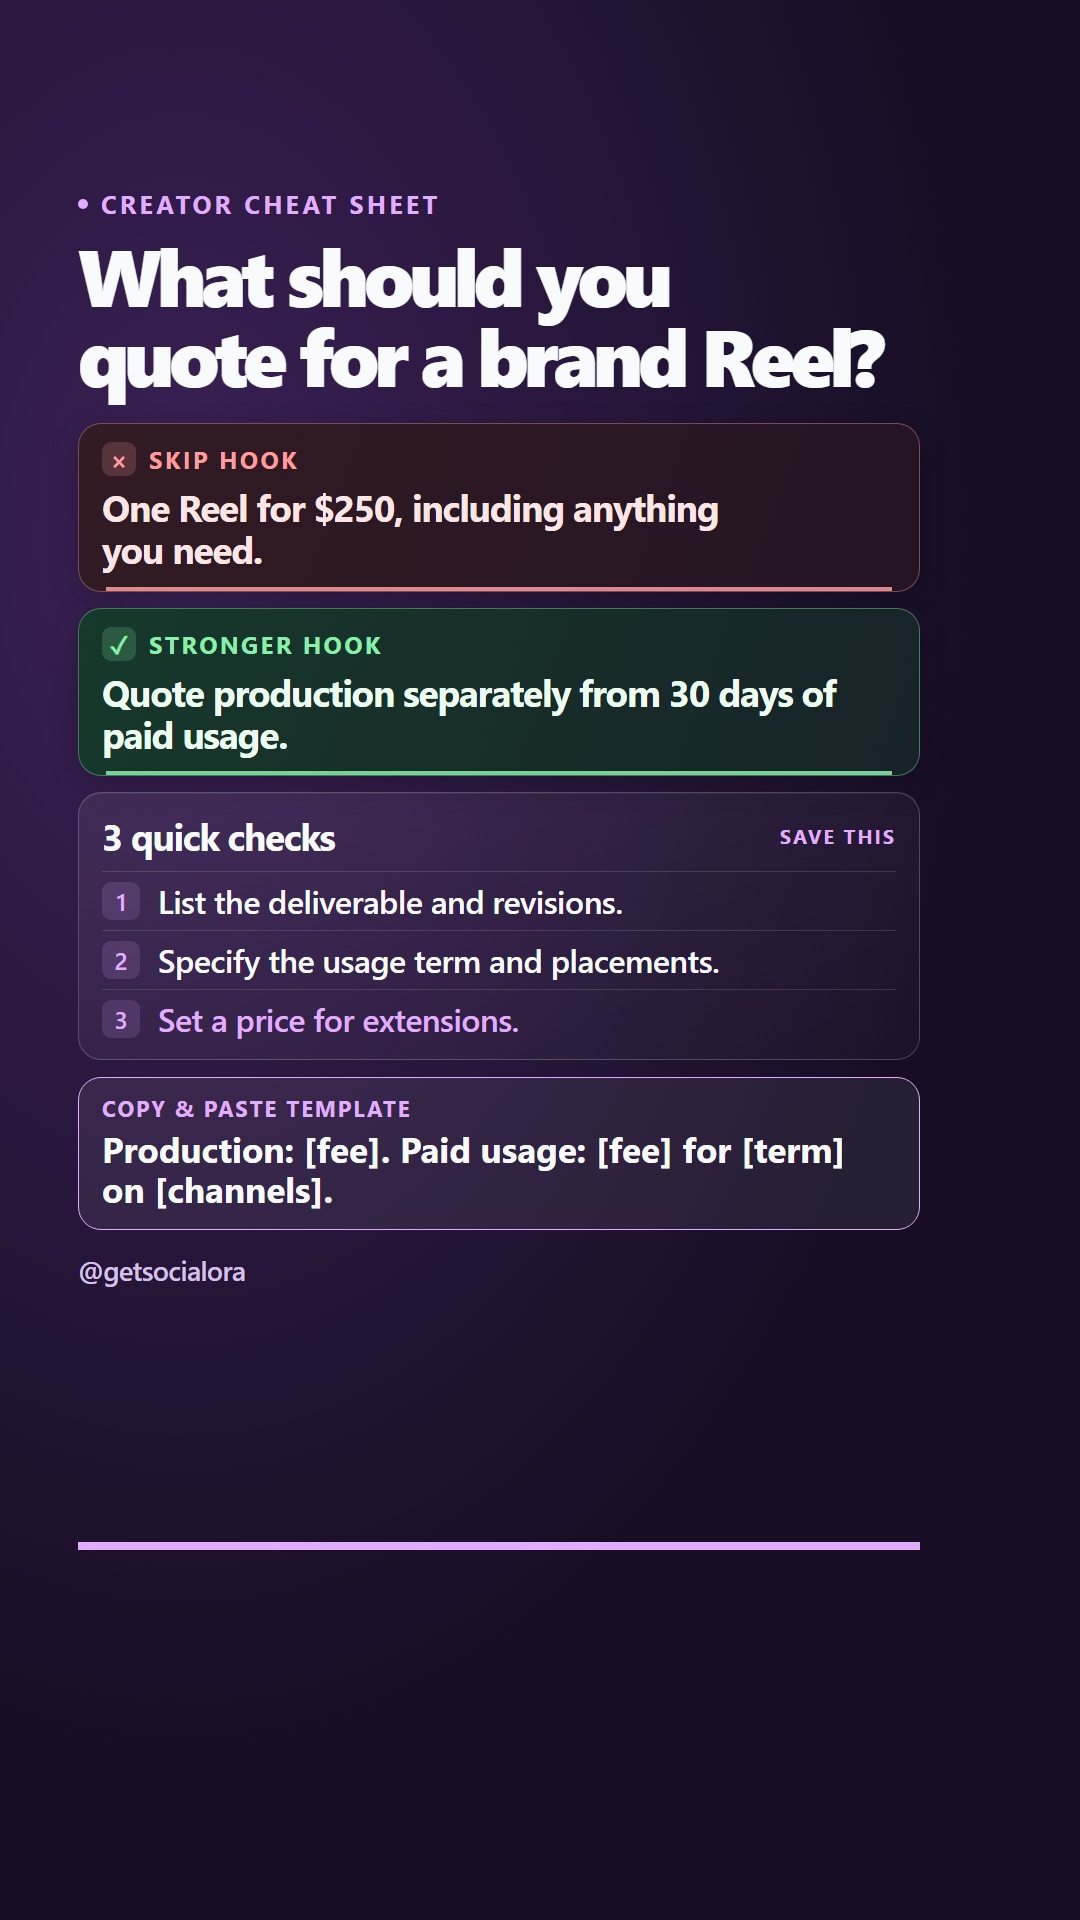 • CREATOR CHEAT SHEET
What should you
quote for a brand Reel?
× SKIP HOOK
One Reel for $250, including anything
you need.
✓ STRONGER HOOK
Quote production separately from 30 days of
paid usage.
3 quick checks SAVE THIS
1 List the deliverable and revisions.
2 Specify the usage term and placements.
3 Set a price for extensions.
COPY & PASTE TEMPLATE
Production: [fee]. Paid usage: [fee] for [term]
on [channels].
@getsocialora